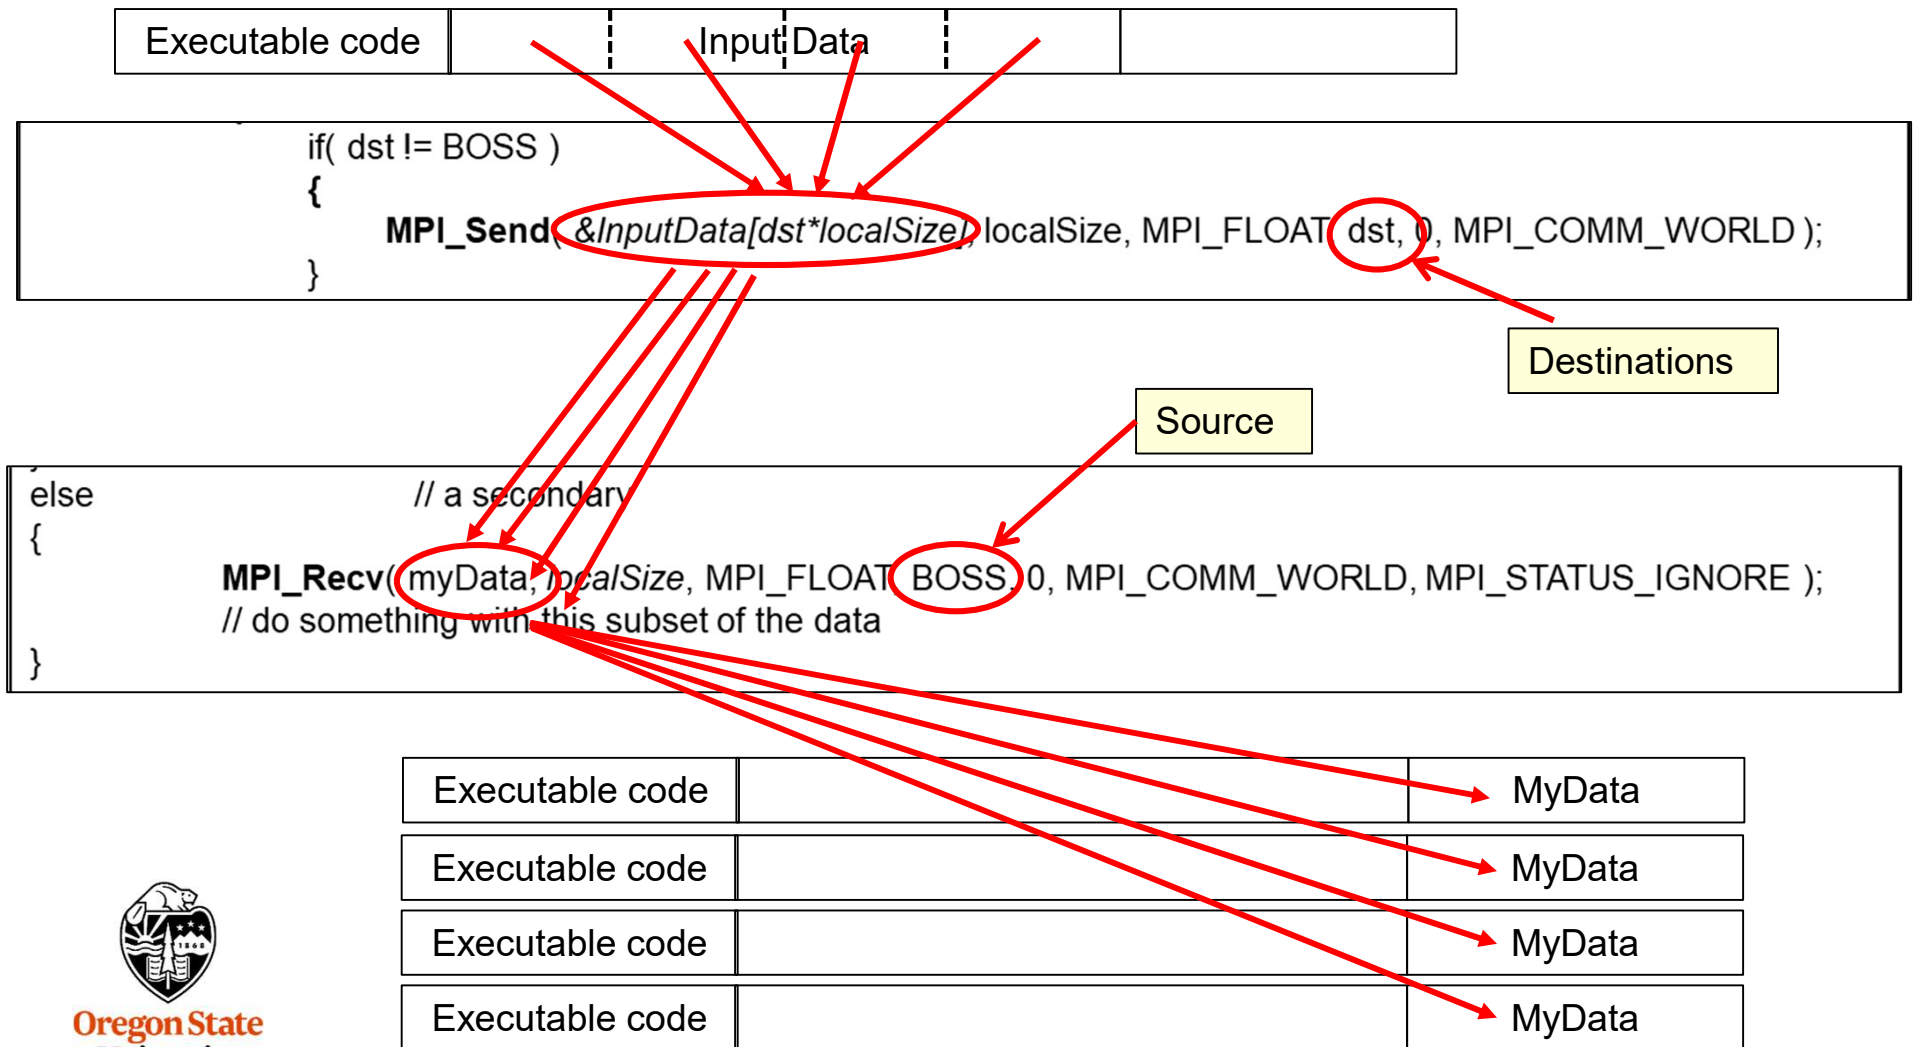 Executable code Input Data
if( dst != BOSS )
{
MPI_Send( &InputData[dst*localSize], localSize, MPI_FLOAT, dst, 0, MPI_COMM_WORLD );
}
Destinations
Source
else // a secondary
{
MPI_Recv( myData, localSize, MPI_FLOAT, BOSS, 0, MPI_COMM_WORLD, MPI_STATUS_IGNORE );
// do something with this subset of the data
}
Executable code MyData
Executable code MyData
Executable code MyData
Executable code MyData
1868
Oregon State